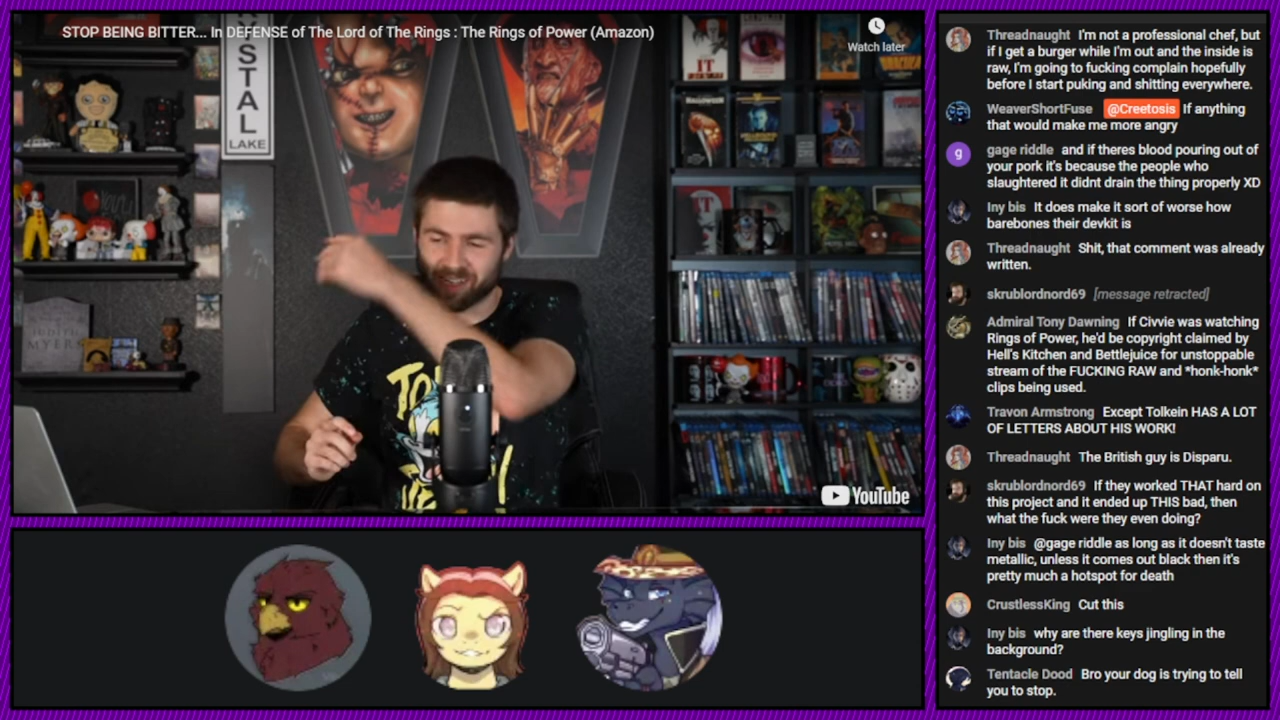 STOP BEING BITTER... In DEFENSE of The Lord of The Rings : The Rings of Power (Amazon)
Watch later
STAL
LAKE
IT
HALLOWEEN
IT
JUDITH
MYERS
YouTube
Threadnaught I'm not a professional chef, but
if I get a burger while I'm out and the inside is
raw, I'm going to fucking complain hopefully
before I start puking and shitting everywhere.
WeaverShortFuse @Creetosis If anything
that would make me more angry
g
gage riddle and if theres blood pouring out of
your pork it's because the people who
slaughtered it didnt drain the thing properly XD
Iny bis It does make it sort of worse how
barebones their devkit is
Threadnaught Shit, that comment was already
written.
skrublordnord69 [message retracted]
Admiral Tony Dawning If Civvie was watching
Rings of Power, he'd be copyright claimed by
Hell's Kitchen and Bettlejuice for unstoppable
stream of the FUCKING RAW and *honk-honk*
clips being used.
Travon Armstrong Except Tolkein HAS A LOT
OF LETTERS ABOUT HIS WORK!
Threadnaught The British guy is Disparu.
skrublordnord69 If they worked THAT hard on
this project and it ended up THIS bad, then
what the fuck were they even doing?
Iny bis @gage riddle as long as it doesn't taste
metallic, unless it comes out black then it's
pretty much a hotspot for death
CrustlessKing Cut this
Iny bis why are there keys jingling in the
background?
Tentacle Dood Bro your dog is trying to tell
you to stop.